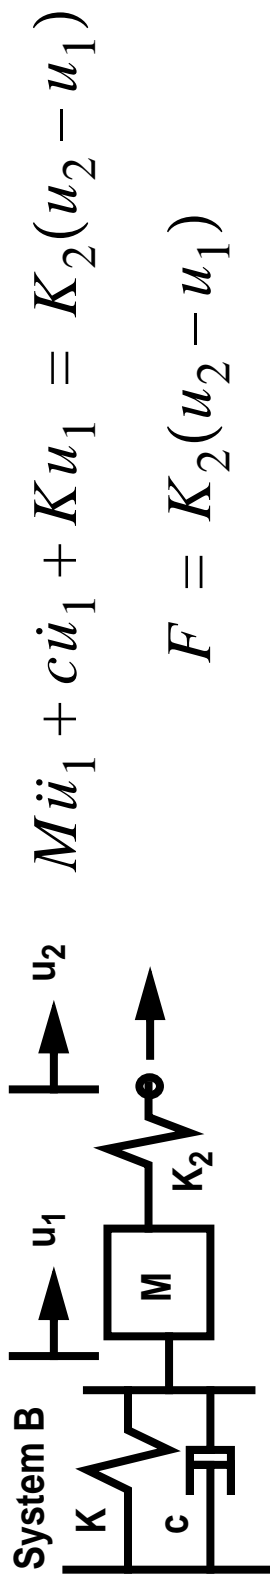 System B
u₁
u₂
K
c
M
K₂
Mü₁ + cu̇₁ + Ku₁ = K₂(u₂ − u₁)
F = K₂(u₂ − u₁)